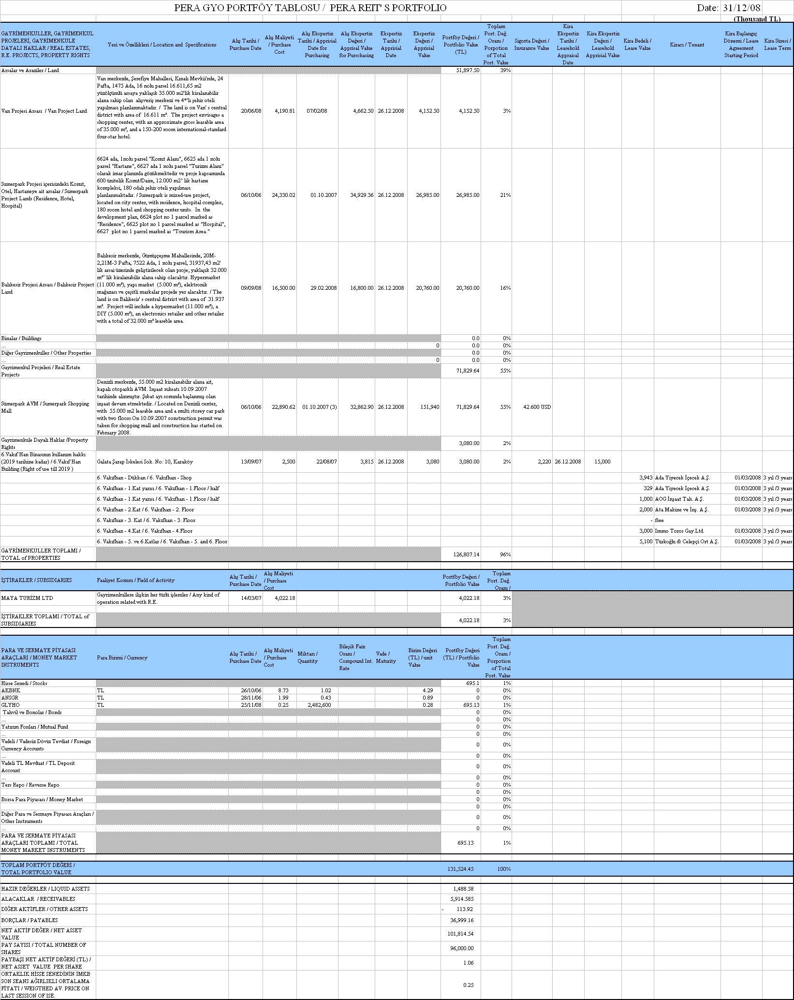 PERA GYO PORTFÖY TABLOSU / PERA REIT' S PORTFOLIO Date: 31/12/08
(Thousand TL)
GAYRİMENKULLER, GAYRİMENKUL
PROJELERİ, GAYRİMENKULE
DAYALI HAKLAR / REAL ESTATES,
R.E. PROJECTS, PROPERTY RIGHTS
Yeri ve Özellikleri / Location and Specifications
Alış Tarihi /
Purchase Date
Alış Maliyeti
/ Purchase
Cost
Alış Ekspertiz
Tarihi / Apprisial
Date for
Purchasing
Alış Ekspertiz
Değeri /
Apprisal Value
for Purschasing
Ekspertiz
Tarihi /
Apprisial
Date
Ekspertiz
Değeri /
Apprisial
Value
Portföy Değeri /
Portfolio Value
(TL)
Toplam
Port. Değ.
Oranı /
Porpotion
of Total
Port. Value
Sigorta Değeri /
Insurance Value
Kira
Ekspertiz
Tarihi /
Leasehold
Appraisal
Date
Kira Ekspertiz
Değeri /
Leasehold
Apprisial Value
Kira Bedeli /
Lease Value
Kiracı / Tenant
Kira Başlangıç
Dönemi / Lease
Agreement
Starting Period
Kira Süresi /
Lease Term
Arsalar ve Araziler / Land 51,897.50 39%
Van Projesi Arsası / Van Project Land
Van merkezde, Şerefiye Mahallesi, Kınalı Mevkii'nde, 24
Pafta, 1475 Ada, 16 nolu parsel 16.611,65 m2
yüzölçümlü arsaya yaklaşık 35.000 m2'lik kiralanabilir
alana sahip olan alışveriş merkezi ve 4*'lı şehir oteli
yapılması planlanmaktadır. / The land is on Van' s central
district with area of 16.611 m². The project envisages a
shopping center, with an approximate gross leasable area
of 35.000 m², and a 150-200 room international-standard
four-star hotel.
20/06/08 4,190.81 07/02/08 4,662.50 26.12.2008 4,152.50 4,152.50 3%
Sumerpark Projesi içerisindeki Konut,
Otel, Hastaneye ait arsalar / Sumerpark
Project Lands (Residence, Hotel,
Hospital)
6624 ada, 1nolu parsel "Konut Alanı", 6625 ada 1 nolu
parsel "Hastane", 6627 ada 1 nolu parsel "Turizm Alanı"
olarak imar planında gözükmektedir ve proje kapsamında
600 ünitelik Konut/Daire, 12.000 m2’ lik hastane
kompleksi, 180 odalı şehir oteli yapılması
planlanmaktadır. / Sumerpark is mixed-use project,
located on city center, with residence, hospital complex,
180 room hotel and shopping center units. In the
development plan, 6624 plot no 1 parcel marked as
"Residence", 6625 plot no 1 parcel marked as "Hospital",
6627 plot no 1 parcel marked as "Tourism Area."
06/10/06 24,330.02 01.10.2007 34,929.36 26.12.2008 26,985.00 26,985.00 21%
Balıkesir Projesi Arsası / Balıkesir Project
Land
Balıkesir merkezde, Gümüşçeşme Mahallesinde, 20M-
2,21M-3 Pafta, 7522 Ada, 1 nolu parsel, 31937,43 m2'
lik arsai üzerinde geliştirilecek olan proje; yaklaşık 32.000
m²’ lik kiralanabilir alana sahip olacaktır. Hypermarket
(11.000 m²), yapı market (5.000 m²), elektronik
mağazası ve çeşitli markalar projede yer alacaktır. / The
land is on Balıkesir' s central district with area of 31.937
m². Project will include a hypermarket (11.000 m²), a
DIY (5.000 m²), an electronics retailer and other retailer
with a total of 32.000 m² leaseble area.
09/09/08 16,500.00 29.02.2008 16,800.00 26.12.2008 20,760.00 20,760.00 16%
Binalar / Buildings 0.0 0%
... 0 0.0 0%
Diğer Gayrimenkuller / Other Properties 0.0 0%
... 0 0.0 0%
Gayrimenkul Projeleri / Real Estate
Projects
71,829.64 55%
Sümerpark AVM / Sumerpark Shopping
Mall
Denizli merkezde, 55.000 m2 kiralanabilir alana ait,
kapalı otoparklı AVM. İnşaat ruhsatı 10.09.2007
tarihinde alınmıştır. Şubat ayı sonunda başlanmış olan
inşaat devam etmektedir. / Located on Denizli center,
with 55.000 m2 leasable area and a multi storey car park
with two floors.On 10.09.2007 construction permit was
taken for shopping mall and construction has started on
February 2008.
06/10/06 22,890.62 01.10.2007 (3) 32,862.90 26.12.2008 151,940 71,829.64 55% 42.600 USD
Gayrimenkule Dayalı Haklar /Property
Rights
3,080.00 2%
6.Vakıf Han Binasının kullanım hakkı
(2019 tarihine kadar) / 6.Vakıf Han
Building (Right of use till 2019 )
Galata Şarap İskelesi Sok. No: 10, Karaköy 13/09/07 2,500 22/08/07 3,815 26.12.2008 3,080 3,080.00 2% 2,220 26.12.2008 15,000
6. Vakıfhan - Dükkan / 6. Vakıfhan - Shop 3,943 Ada Yiyecek İçecek A.Ş. 01/03/2008 3 yıl /3 years
6. Vakıfhan - 1.Kat yarısı / 6. Vakıfhan - 1.Floor / half 329 Ada Yiyecek İçecek A.Ş. 01/03/2008 3 yıl /3 years
6. Vakıfhan - 1.Kat yarısı / 6. Vakıfhan - 1.Floor / half 1,000 AOG İnşaat Tah. A.Ş. 01/03/2008 3 yıl /3 years
6. Vakıfhan - 2.Kat / 6. Vakıfhan - 2. Floor 2,000 Ata Makine ve İnş. A.Ş. 01/03/2008 3 yıl /3 years
6. Vakıfhan - 3. Kat / 6. Vakıfhan - 3. Floor - free
6. Vakıfhan - 4.Kat / 6. Vakıfhan - 4.Floor 3,000 Immo Toros Gay.Ltd. 01/03/2008 3 yıl /3 years
6. Vakıfhan - 5. ve 6.Katlar / 6. Vakıfhan - 5. and 6. Floor 5,100 Türkoğlu & Celepçi Ort A.Ş. 01/03/2008 3 yıl /3 years
GAYRİMENKULLER TOPLAMI /
TOTAL of PROPERTIES
126,807.14 96%
İŞTİRAKLER / SUBSIDIARIES
Faaliyet Konusu / Field of Activity
Alış Tarihi /
Purchase Date
Alış Maliyeti
/ Purchase
Cost
Portföy Değeri /
Portfolio Value
Toplam
Port. Değ.
Oranı /
MAYA TURİZM LTD
Gayrimenkullere ilişkin her türlü işlemler / Any kind of
operation related with R.E.
14/03/07 4,022.18 4,022.18 3%
İŞTİRAKLER TOPLAMI / TOTAL of
SUBSIDIARIES
4,022.18 3%
PARA VE SERMAYE PİYASASI
ARAÇLARI / MONEY MARKET
INSTRUMENTS
Para Birimi / Currency
Alış Tarihi /
Purchase Date
Alış Maliyeti
/ Purchase
Cost
Miktarı /
Quantity
Bileşik Faiz
Oranı /
Compound Int.
Rate
Vade /
Maturity
Birim Değeri
(TL) / unit
Value
Portföy Değeri
(TL) / Portfolio
Value
Toplam
Port. Değ.
Oranı /
Porpotion
of Total
Port. Value
Hisse Senedi / Stocks 695.1 1%
AKBNK TL 26/10/06 8.73 1.02 4.29 0 0%
ANSGR TL 28/11/06 1.99 0.43 0.89 0 0%
GLYHO TL 25/11/08 0.25 2,482,600 0.28 695.13 1%
Tahvil ve Bonolar / Bonds 0 0%
... 0 0%
Yatırım Fonları / Mutual Fund 0 0%
... 0 0%
Vadeli / Vadesiz Döviz Tevdiat / Foreign
Currency Accounts
0 0%
... 0 0%
Vadeli TL Mevduat / TL Deposit
Account
0 0%
... 0 0%
Ters Repo / Reverse Repo 0 0%
0 0%
Borsa Para Piyasası / Money Market 0 0%
0 0%
Diğer Para ve Sermaye Piyasası Araçları /
Other Instruments
0 0%
... 0 0%
PARA VE SERMAYE PİYASASI
ARAÇLARI TOPLAMI / TOTAL
MONEY MARKET INSTRUMENTS
695.13 1%
TOPLAM PORTFÖY DEĞERİ /
TOTAL PORTFOLIO VALUE
131,524.45 100%
HAZIR DEĞERLER / LIQUID ASSETS 1,488.58
ALACAKLAR / RECEIVABLES 5,914.585
DİĞER AKTİFLER / OTHER ASSETS - 113.92
BORÇLAR / PAYABLES 36,999.16
NET AKTİF DEĞER / NET ASSET
VALUE
101,814.54
PAY SAYISI / TOTAL NUMBER OF
SHARES
96,000.00
PAYBAŞI NET AKTİF DEĞERİ (TL) /
NET ASSET VALUE PER SHARE
1.06
ORTAKLIK HİSSE SENEDİNİN İMKB
SON SEANS AĞIRLIKLI ORTALAMA
FİYATI / WEIGTHED AV. PRICE ON
LAST SESSION OF ISE.
0.25